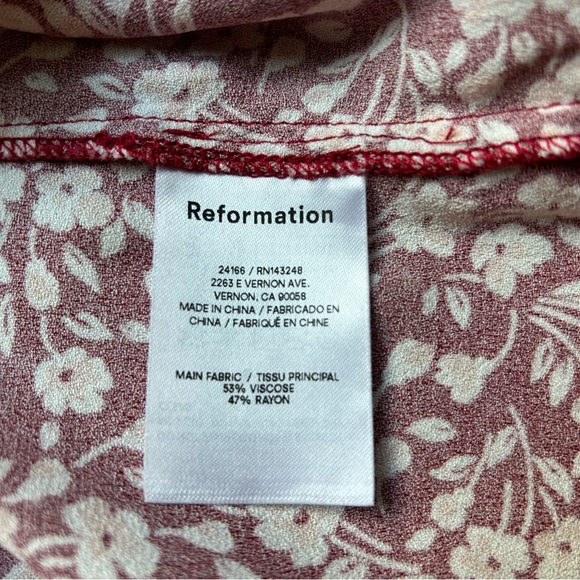 Reformation
24166 / RN143248
2263 E VERNON AVE.
VERNON, CA 90058
MADE IN CHINA / FABRICADO EN
CHINA / FABRIQUÉ EN CHINE
MAIN FABRIC / TISSU PRINCIPAL
53% VISCOSE
47% RAYON